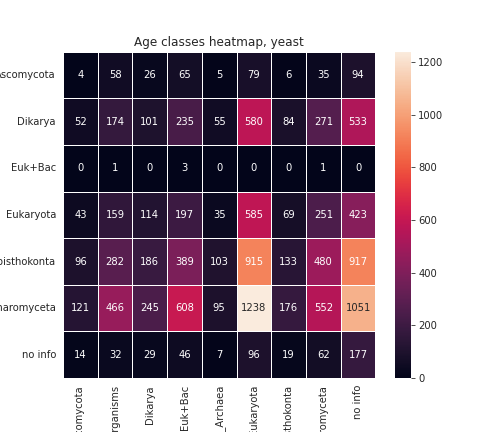 Age classes heatmap, yeast
Ascomycota 4 58 26 65 5 79 6 35 94
Dikarya 52 174 101 235 55 580 84 271 533
Euk+Bac 0 1 0 3 0 0 0 1 0
Eukaryota 43 159 114 197 35 585 69 251 423
pisthokonta 96 282 186 389 103 915 133 480 917
haromyceta 121 466 245 608 95 1238 176 552 1051
no info 14 32 29 46 7 96 19 62 177
comycota
rganisms
Dikarya
Euk+Bac
_Archaea
ukaryota
sthokonta
romyceta
no info
1200
1000
800
600
400
200
0